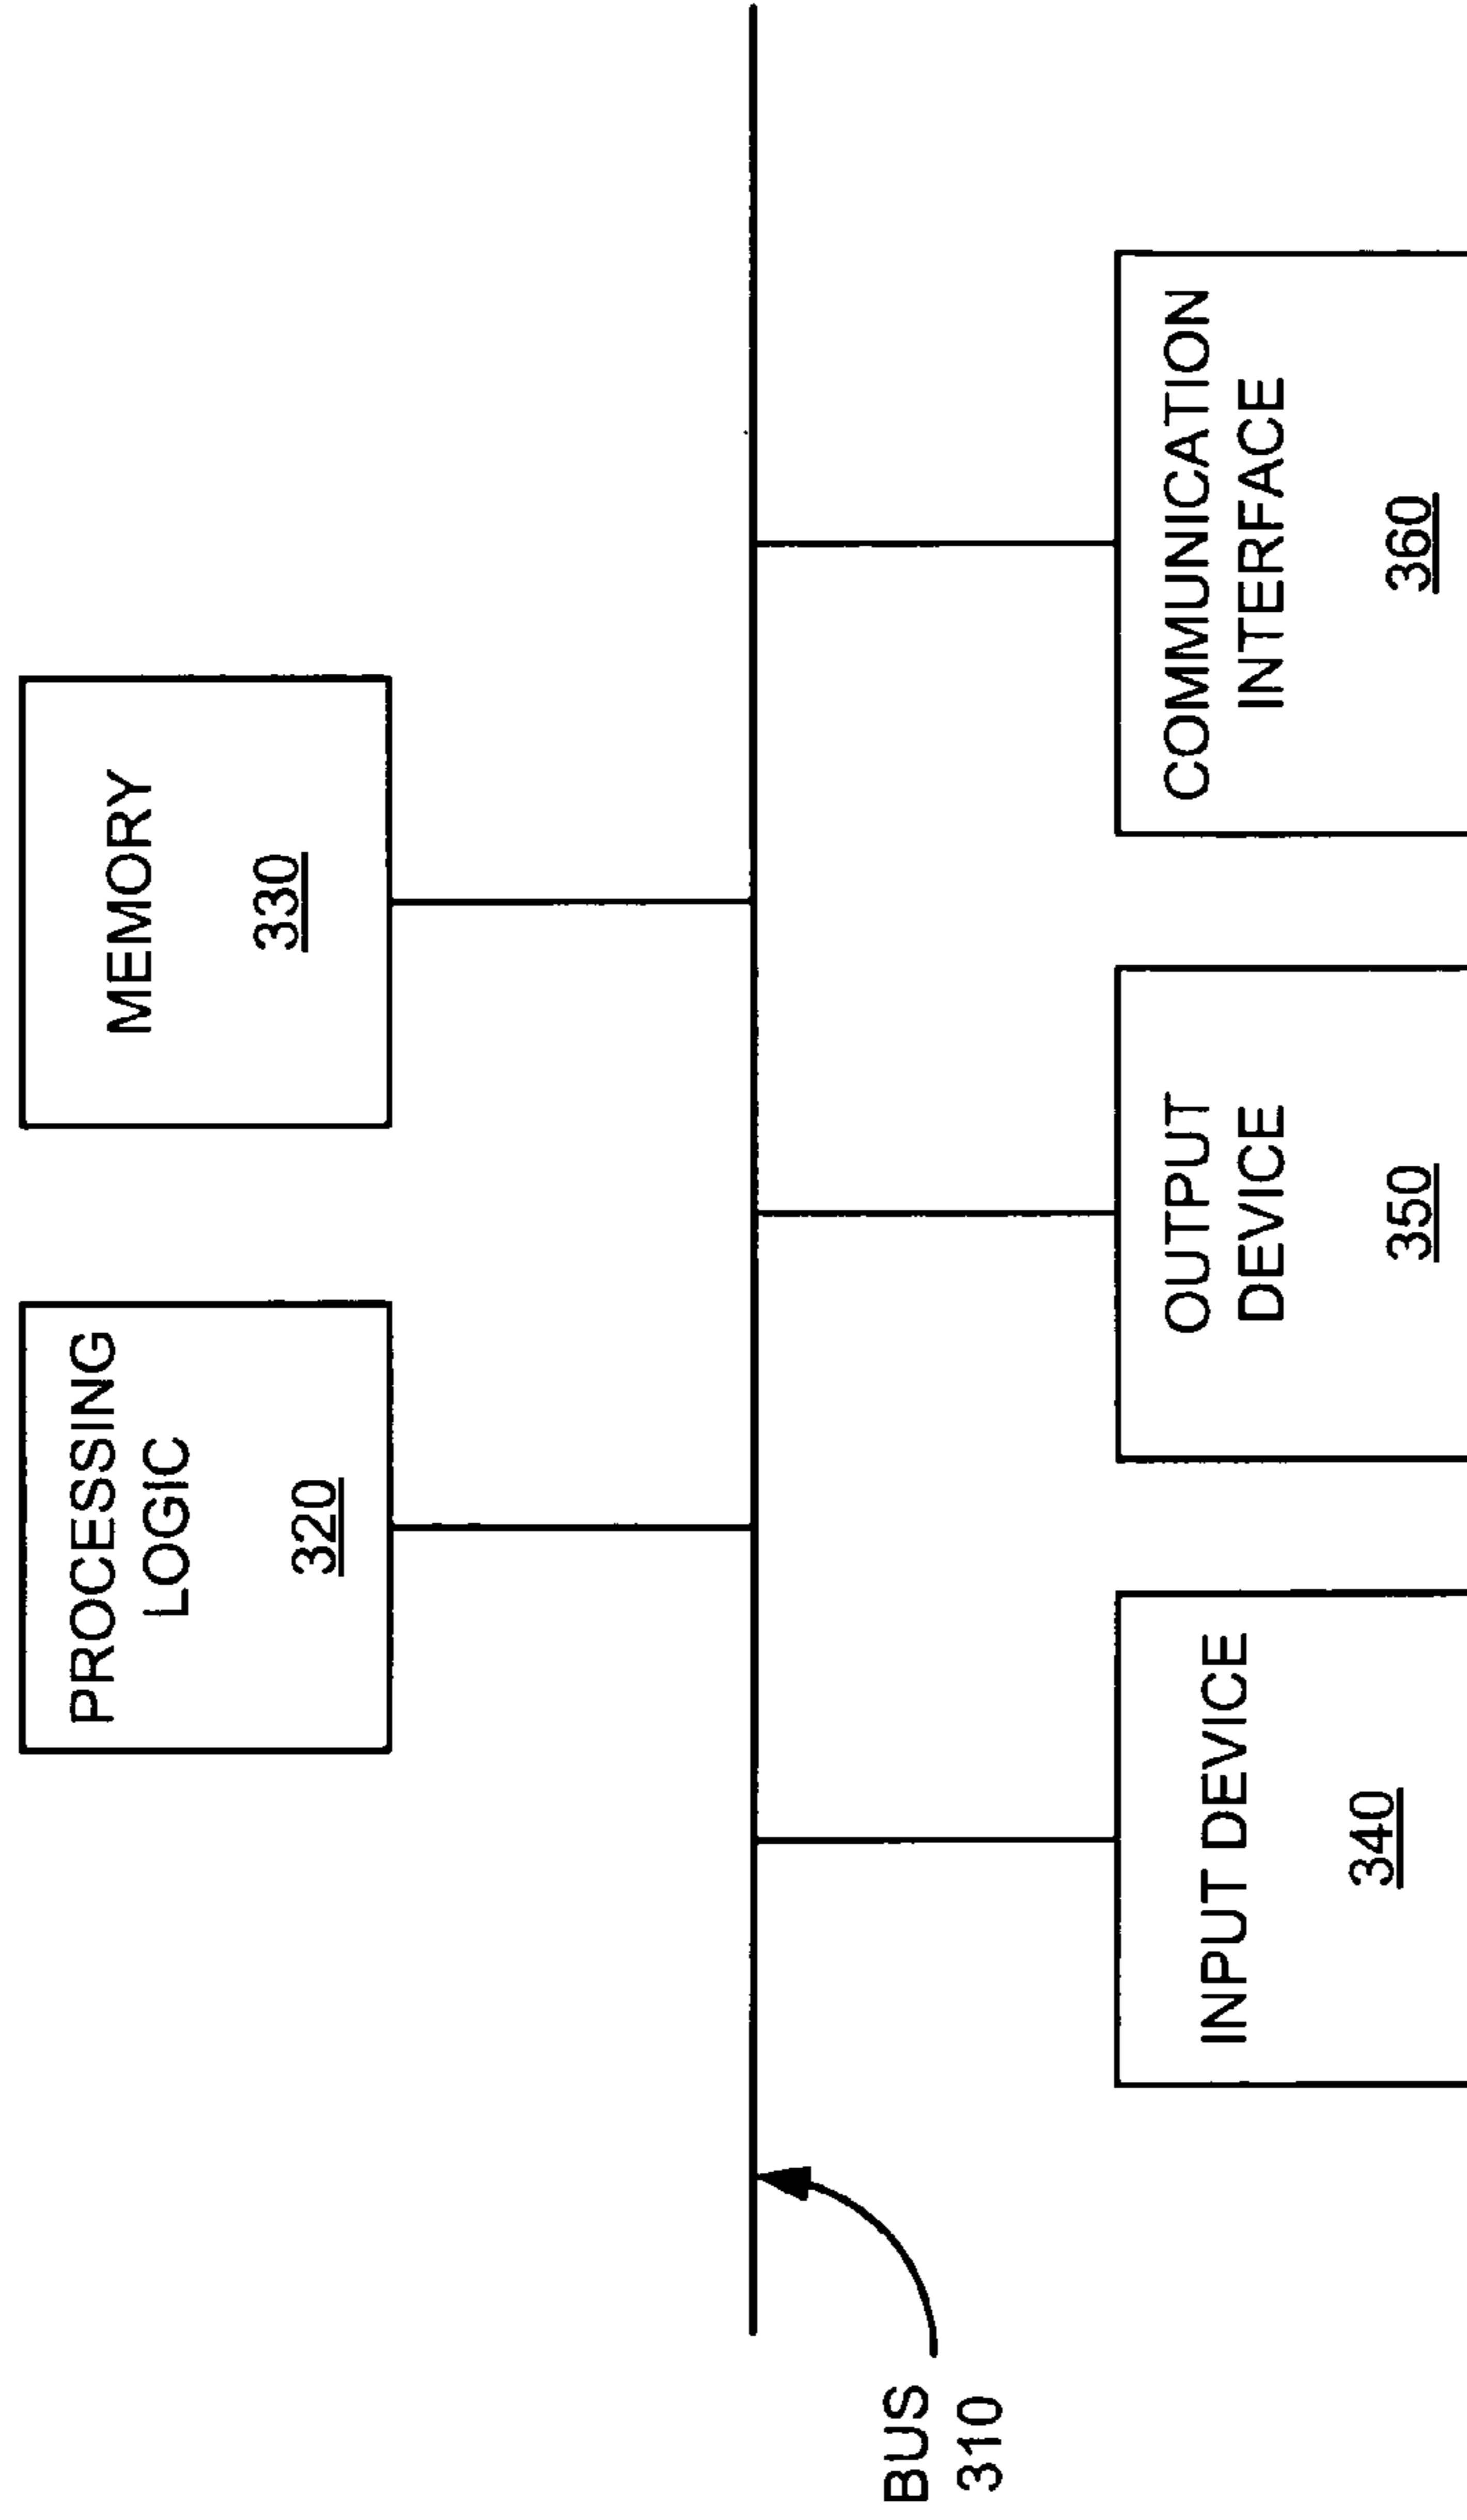 PROCESSING
LOGIC
320
MEMORY
330
BUS
310
INPUT DEVICE
340
OUTPUT
DEVICE
350
COMMUNICATION
INTERFACE
360